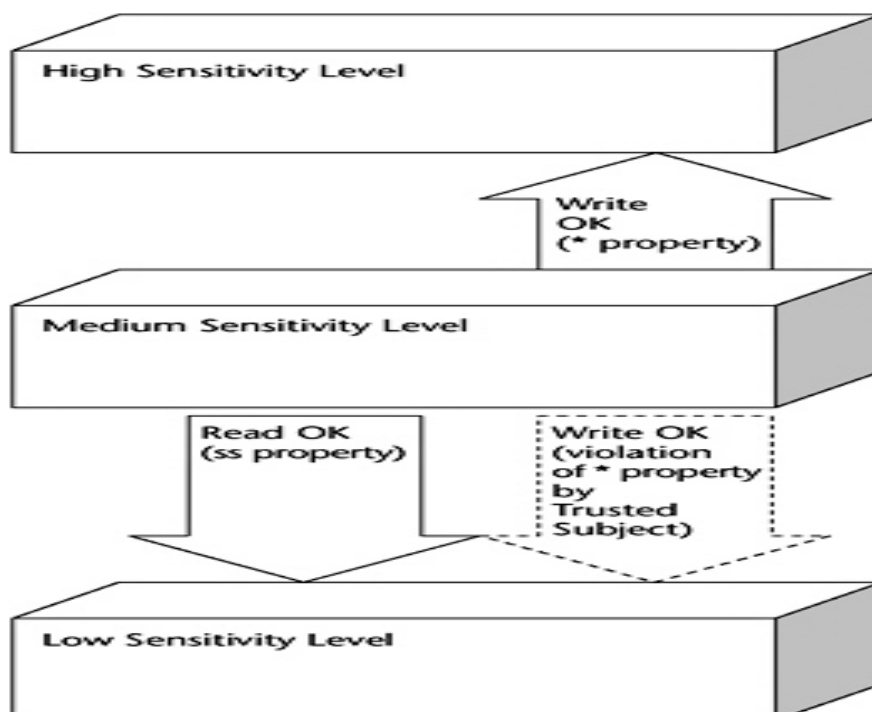 High Sensitivity Level
Write
OK
(* property)
Medium Sensitivity Level
Read OK
(ss property)
Write OK
(violation
of * property
by
Trusted
Subject)
Low Sensitivity Level